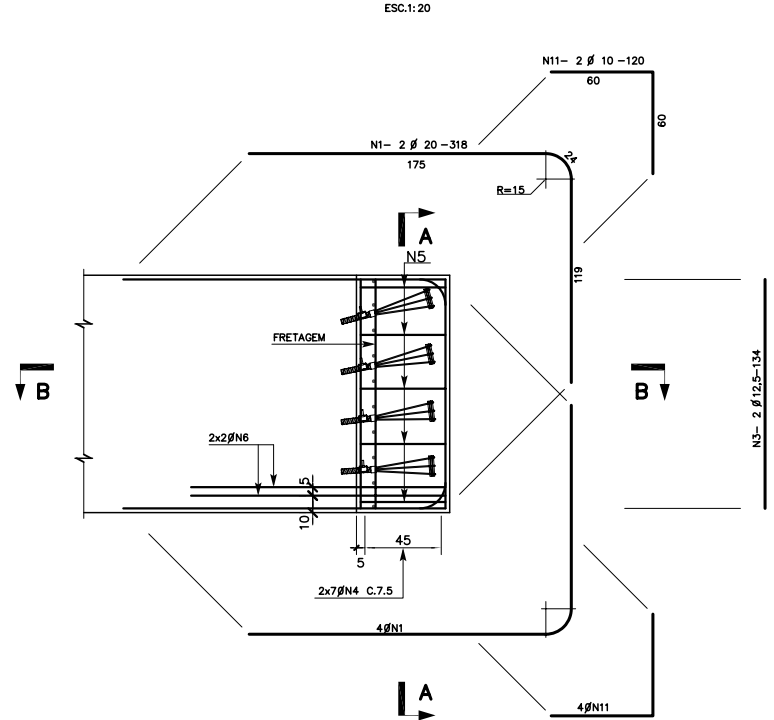 ESC.1: 20
N11- 2 Ø 10 -120
60
60
N1- 2 Ø 20 -318
175
24
R=15
A
N5
119
FRETAGEM
B
B
N3- 2 Ø12,5-134
2x2ØN6
5
10
45
5
2x7ØN4 C.7.5
4ØN1
A
4ØN11